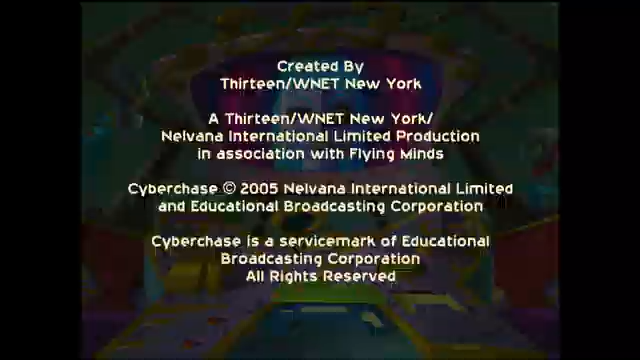 Created By
Thirteen/WNET New York
A Thirteen/WNET New York/
Nelvana International Limited Production
in association with Flying Minds
Cyberchase © 2005 Nelvana International Limited
and Educational Broadcasting Corporation
Cyberchase is a servicemark of Educational
Broadcasting Corporation
All Rights Reserved